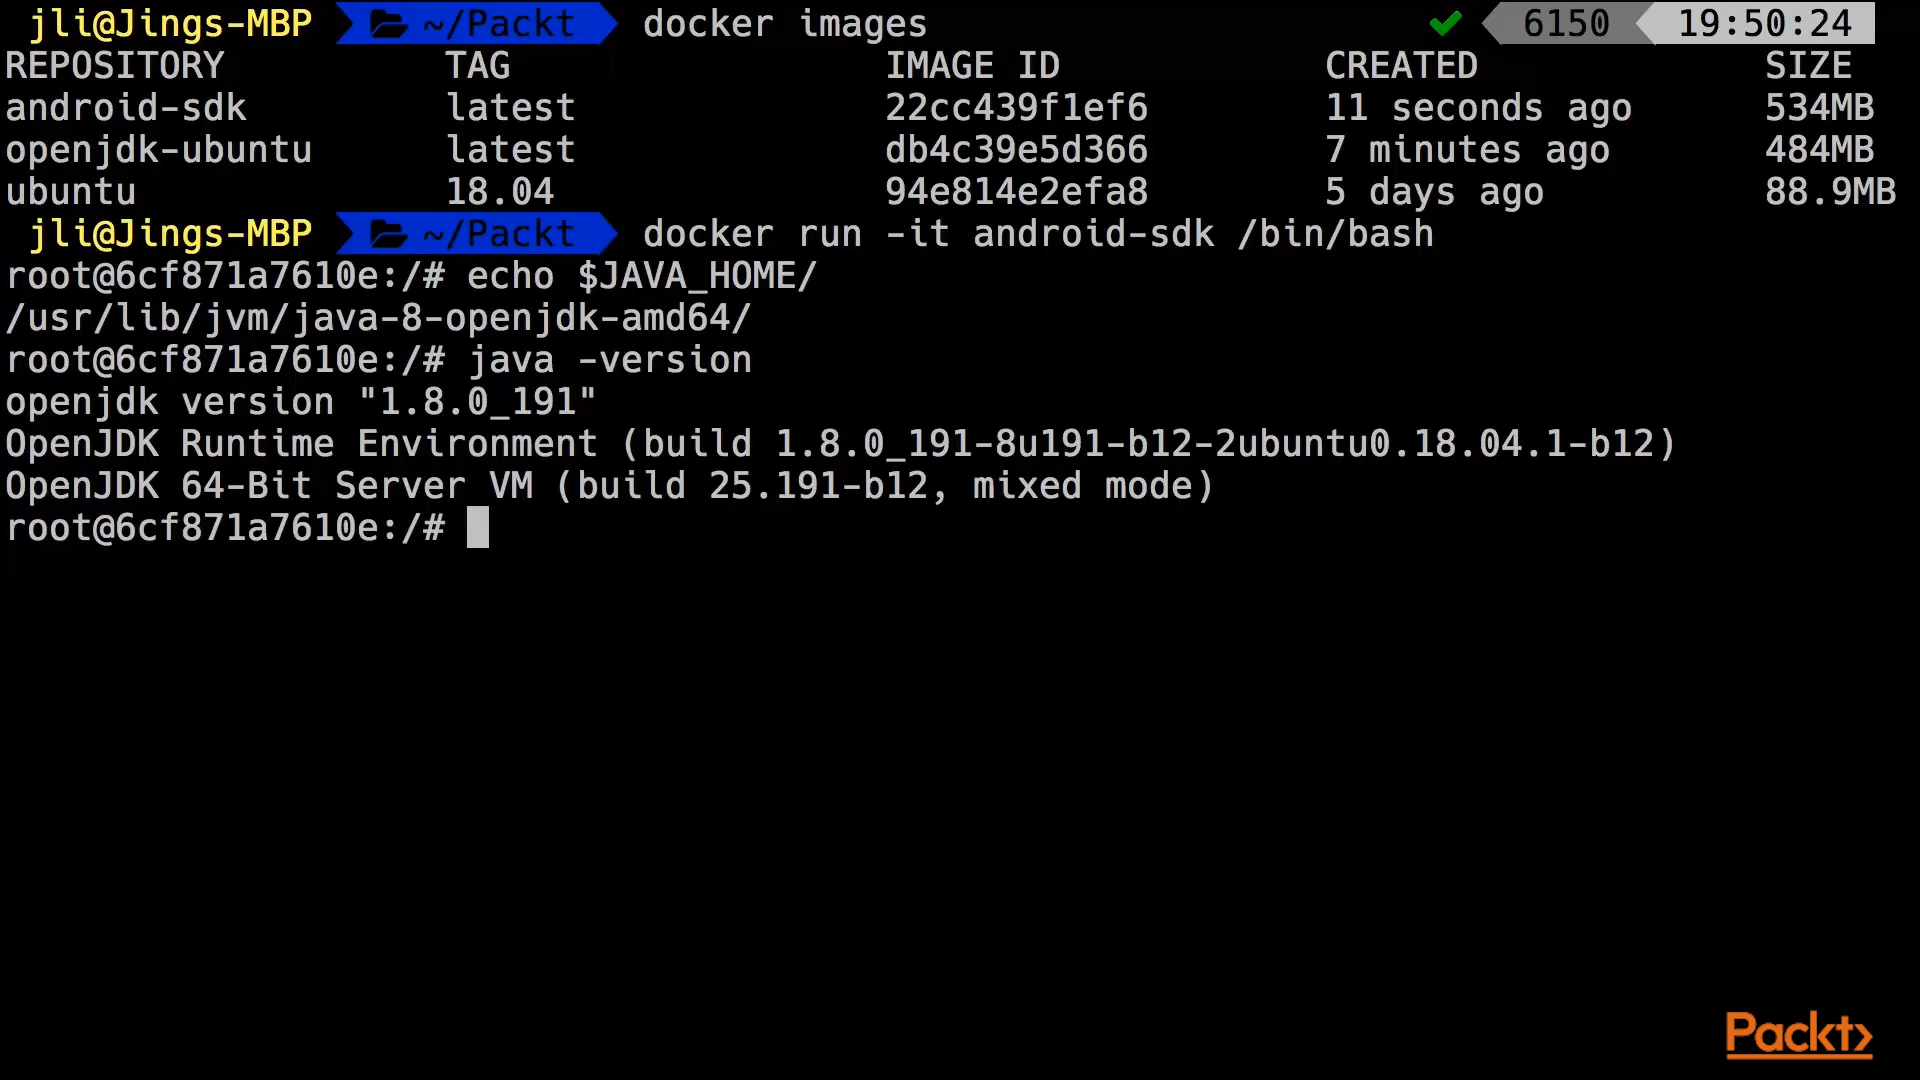 jli@Jings-MBP ~/Packt docker images ✔ 6150 19:50:24
REPOSITORY TAG IMAGE ID CREATED SIZE
android-sdk latest 22cc439f1ef6 11 seconds ago 534MB
openjdk-ubuntu latest db4c39e5d366 7 minutes ago 484MB
ubuntu 18.04 94e814e2efa8 5 days ago 88.9MB
jli@Jings-MBP ~/Packt docker run -it android-sdk /bin/bash
root@6cf871a7610e:/# echo $JAVA_HOME/
/usr/lib/jvm/java-8-openjdk-amd64/
root@6cf871a7610e:/# java -version
openjdk version "1.8.0_191"
OpenJDK Runtime Environment (build 1.8.0_191-8u191-b12-2ubuntu0.18.04.1-b12)
OpenJDK 64-Bit Server VM (build 25.191-b12, mixed mode)
root@6cf871a7610e:/#
Packt>